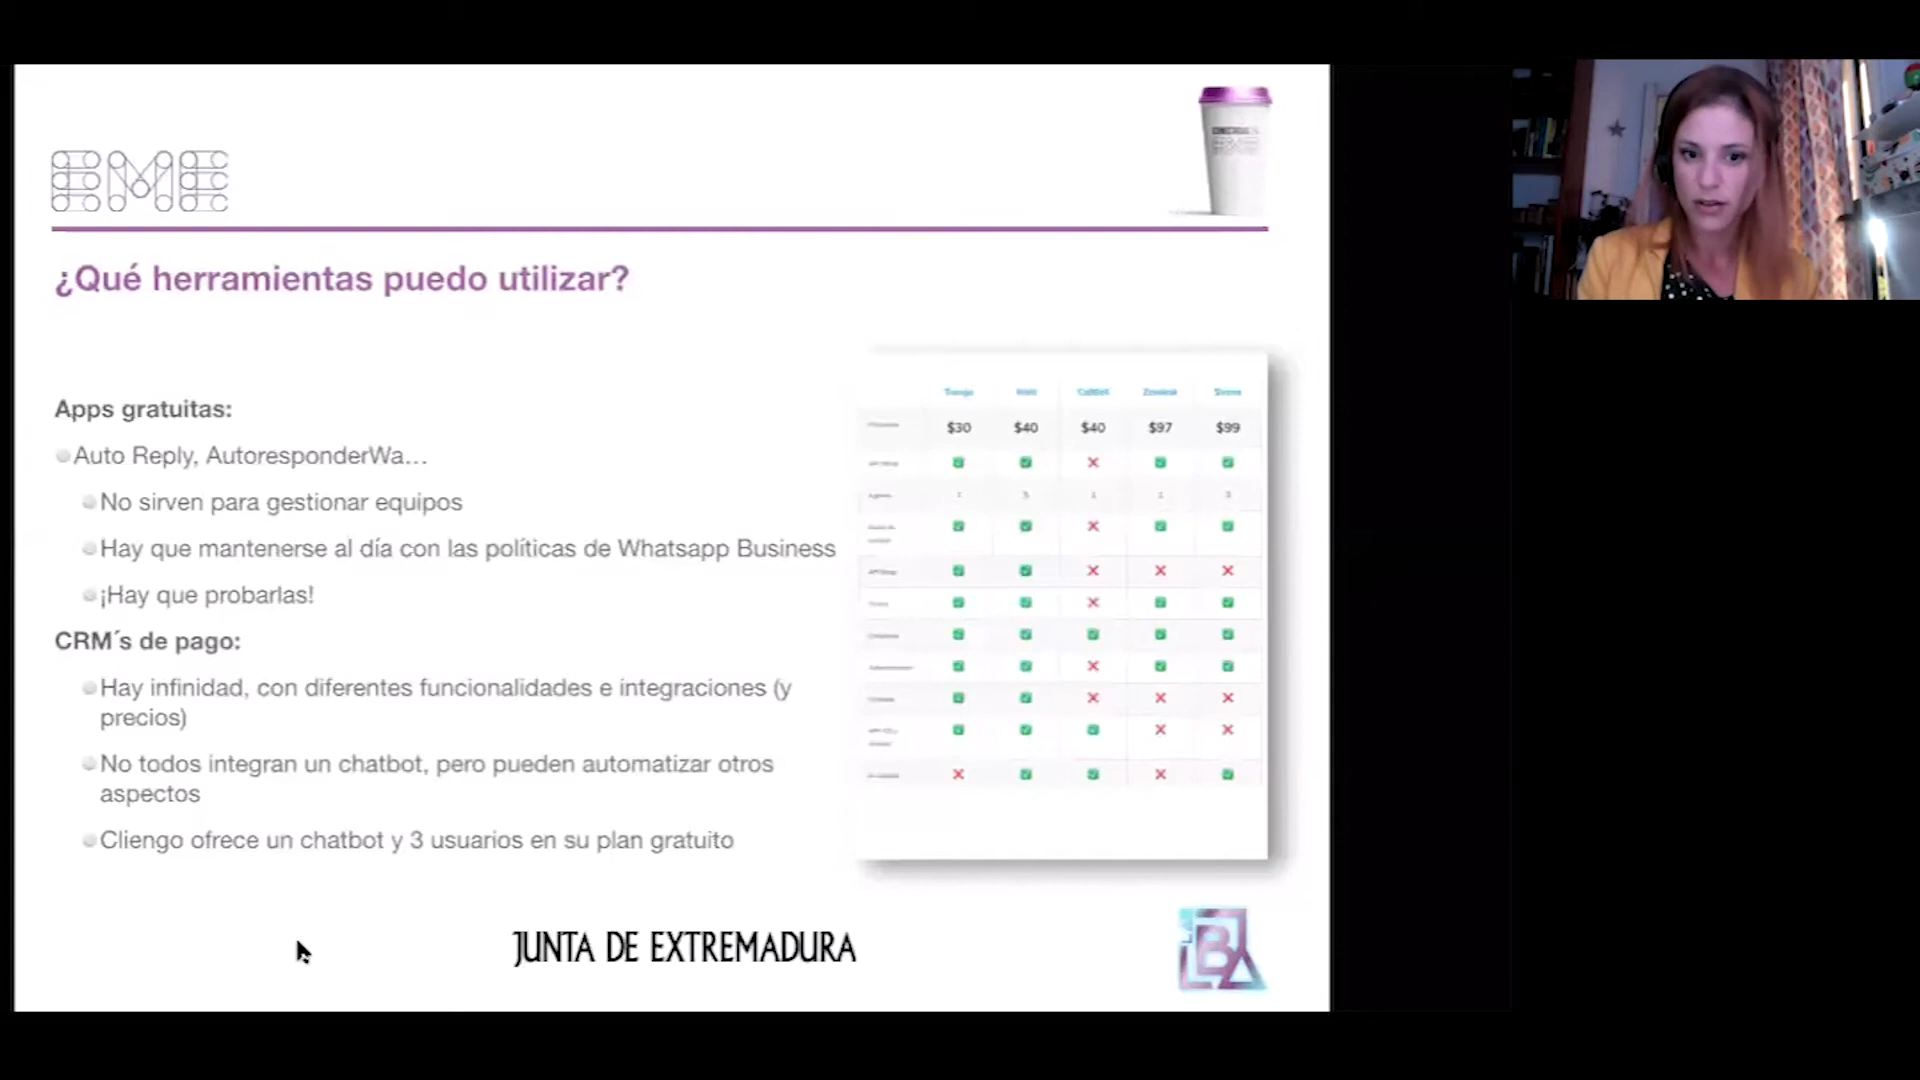 EME
CONECTADAS
EME
¿Qué herramientas puedo utilizar?
Apps gratuitas:
Auto Reply, AutoresponderWa...
No sirven para gestionar equipos
Hay que mantenerse al día con las políticas de Whatsapp Business
¡Hay que probarlas!
CRM´s de pago:
Hay infinidad, con diferentes funcionalidades e integraciones (y
precios)
No todos integran un chatbot, pero pueden automatizar otros
aspectos
Cliengo ofrece un chatbot y 3 usuarios en su plan gratuito
$30 $40 $40 $97 $99
JUNTA DE EXTREMADURA